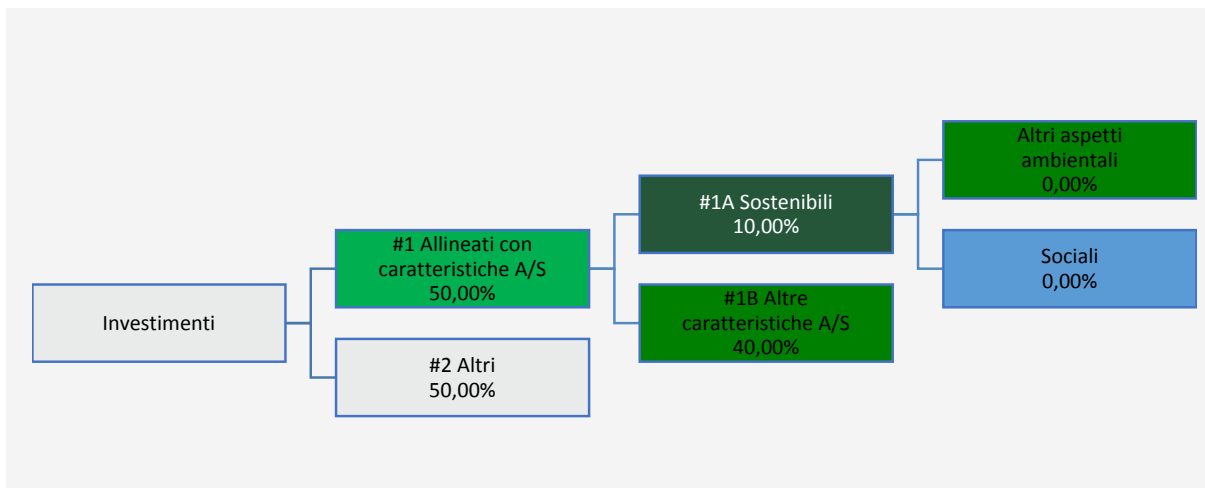 Investimenti
#1 Allineati con
caratteristiche A/S
50,00%
#2 Altri
50,00%
#1A Sostenibili
10,00%
#1B Altre
caratteristiche A/S
40,00%
Altri aspetti
ambientali
0,00%
Sociali
0,00%